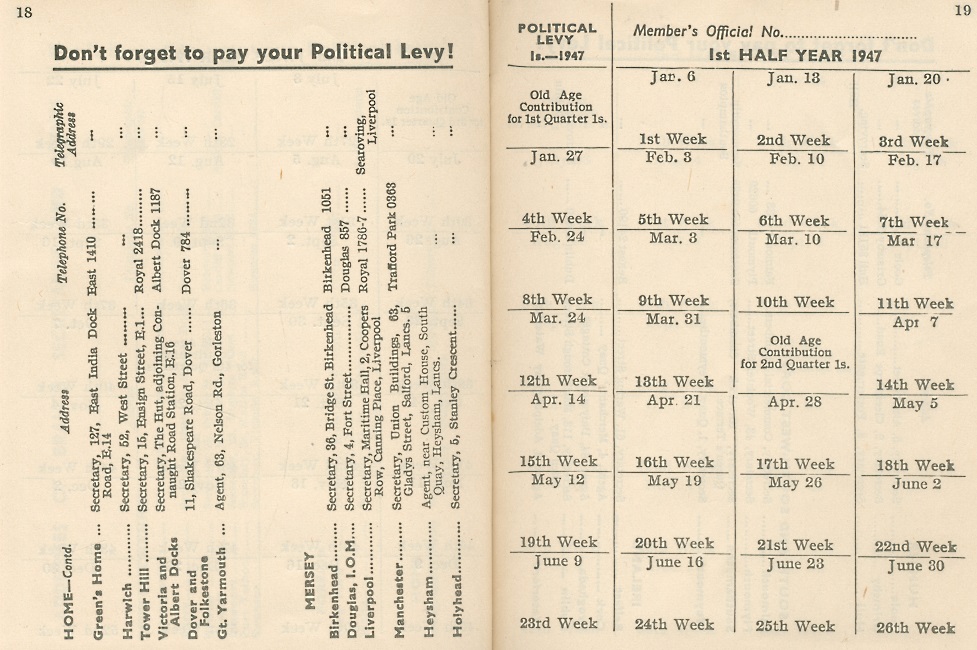 18
Don't forget to pay your Political Levy!
HOME—Contd. Address Telephone No. Telegraphic Address
Green's Home ... Secretary, 127, East India Dock Road, E.14 East 1410 ........ ...
Harwich .......... Secretary, 52, West Street .......... ... ...
Tower Hill ........ Secretary, 15, Ensign Street, E.1... Royal 2418......... ...
Victoria and Albert Docks Secretary, The Hut, adjoining Connaught Road Station, E.16 Albert Dock 1187 ...
Dover and Folkestone 11, Shakespeare Road, Dover ...... Dover 784 ......... ...
Gt. Yarmouth ... Agent, 63, Nelson Rd., Gorleston ... ...
MERSEY
Birkenhead...... Secretary, 36, Bridge St. Birkenhead Birkenhead 1051 ...
Douglas, I.O.M... Secretary, 4, Fort Street............... Douglas 857 ...... ...
Liverpool.......... Secretary, Maritime Hall, 2, Coopers Row, Canning Place, Liverpool Royal 1786-7 ...... Searoving, Liverpool
Manchester...... Secretary, Union Buildings, 63, Gladys Street, Salford, Lancs. 5 Trafford Park 0363 ...
Heysham......... Agent, near Custom House, South Quay, Heysham, Lancs. ... ...
Holyhead......... Secretary, 5, Stanley Crescent...... ... ...
19
POLITICAL LEVY
1s.—1947
Member's Official No.................................
1st HALF YEAR 1947
Old Age Contribution for 1st Quarter 1s.
Jan. 6 Jan. 13 Jan. 20
1st Week 2nd Week 3rd Week
Jan. 27 Feb. 3 Feb. 10 Feb. 17
4th Week 5th Week 6th Week 7th Week
Feb. 24 Mar. 3 Mar. 10 Mar 17
8th Week 9th Week 10th Week 11th Week
Mar. 24 Mar. 31 Apr 7
Old Age Contribution for 2nd Quarter 1s.
12th Week 13th Week 14th Week
Apr. 14 Apr. 21 Apr. 28 May 5
15th Week 16th Week 17th Week 18th Week
May 12 May 19 May 26 June 2
19th Week 20th Week 21st Week 22nd Week
June 9 June 16 June 23 June 30
23rd Week 24th Week 25th Week 26th Week